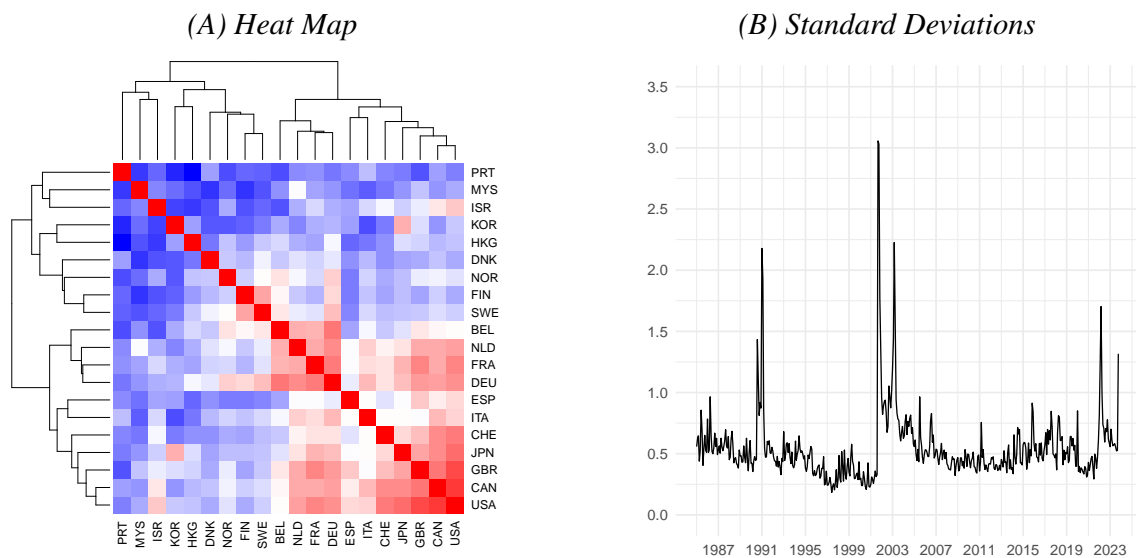 (A) Heat Map
PRT
MYS
ISR
KOR
HKG
DNK
NOR
FIN
SWE
BEL
NLD
FRA
DEU
ESP
ITA
CHE
JPN
GBR
CAN
USA
PRT MYS ISR KOR HKG DNK NOR FIN SWE BEL NLD FRA DEU ESP ITA CHE JPN GBR CAN USA
(B) Standard Deviations
3.5
3.0
2.5
2.0
1.5
1.0
0.5
0.0
1987 1991 1995 1999 2003 2007 2011 2015 2019 2023